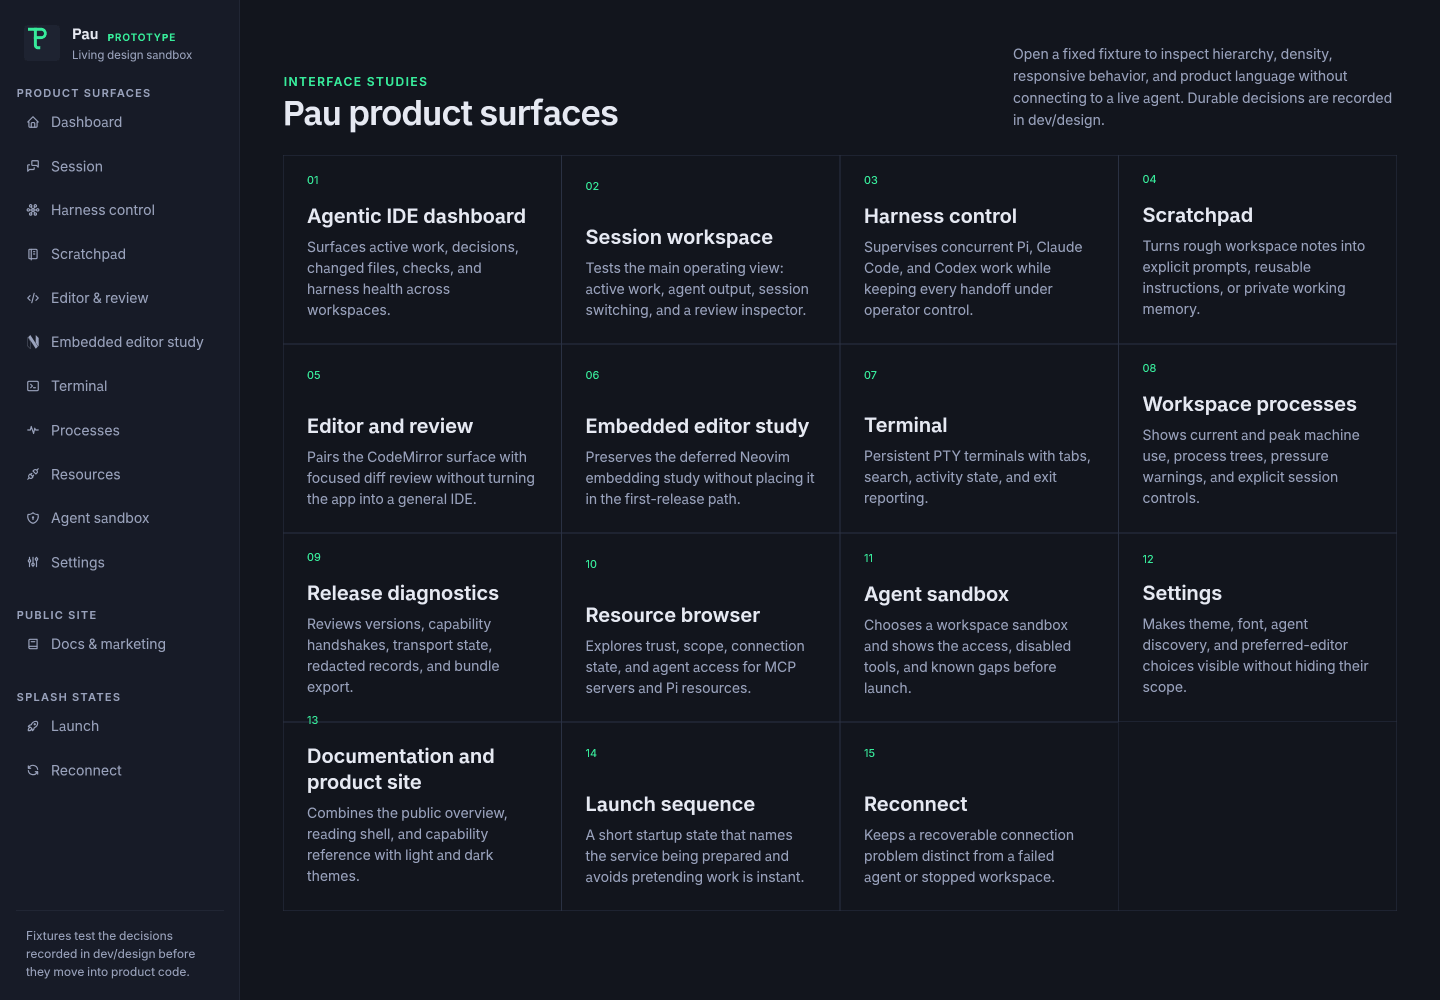 Pau PROTOTYPE
Living design sandbox
PRODUCT SURFACES
Dashboard
Session
Harness control
Scratchpad
Editor & review
Embedded editor study
Terminal
Processes
Resources
Agent sandbox
Settings
PUBLIC SITE
Docs & marketing
SPLASH STATES
Launch
Reconnect
Fixtures test the decisions
recorded in dev/design before
they move into product code.
INTERFACE STUDIES
Pau product surfaces
Open a fixed fixture to inspect hierarchy, density,
responsive behavior, and product language without
connecting to a live agent. Durable decisions are recorded
in dev/design.
01
Agentic IDE dashboard
Surfaces active work, decisions,
changed files, checks, and
harness health across
workspaces.
02
Session workspace
Tests the main operating view:
active work, agent output, session
switching, and a review inspector.
03
Harness control
Supervises concurrent Pi, Claude
Code, and Codex work while
keeping every handoff under
operator control.
04
Scratchpad
Turns rough workspace notes into
explicit prompts, reusable
instructions, or private working
memory.
05
Editor and review
Pairs the CodeMirror surface with
focused diff review without turning
the app into a general IDE.
06
Embedded editor study
Preserves the deferred Neovim
embedding study without placing it
in the first-release path.
07
Terminal
Persistent PTY terminals with tabs,
search, activity state, and exit
reporting.
08
Workspace processes
Shows current and peak machine
use, process trees, pressure
warnings, and explicit session
controls.
09
Release diagnostics
Reviews versions, capability
handshakes, transport state,
redacted records, and bundle
export.
10
Resource browser
Explores trust, scope, connection
state, and agent access for MCP
servers and Pi resources.
11
Agent sandbox
Chooses a workspace sandbox
and shows the access, disabled
tools, and known gaps before
launch.
12
Settings
Makes theme, font, agent
discovery, and preferred-editor
choices visible without hiding their
scope.
13
Documentation and
product site
Combines the public overview,
reading shell, and capability
reference with light and dark
themes.
14
Launch sequence
A short startup state that names
the service being prepared and
avoids pretending work is instant.
15
Reconnect
Keeps a recoverable connection
problem distinct from a failed
agent or stopped workspace.